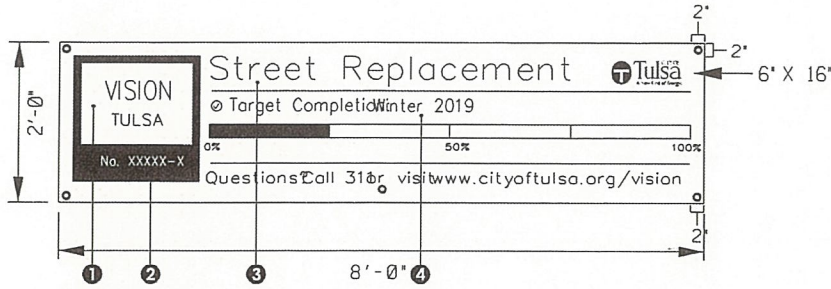 2"
2"
6" X 16"
2'-0"
VISION
TULSA
No. XXXXX-X
Street Replacement
Tulsa
Target Completion Winter 2019
0% 50% 100%
Questions? Call 311 or visit www.cityoftulsa.org/vision
2"
8'-0"
1 2 3 4